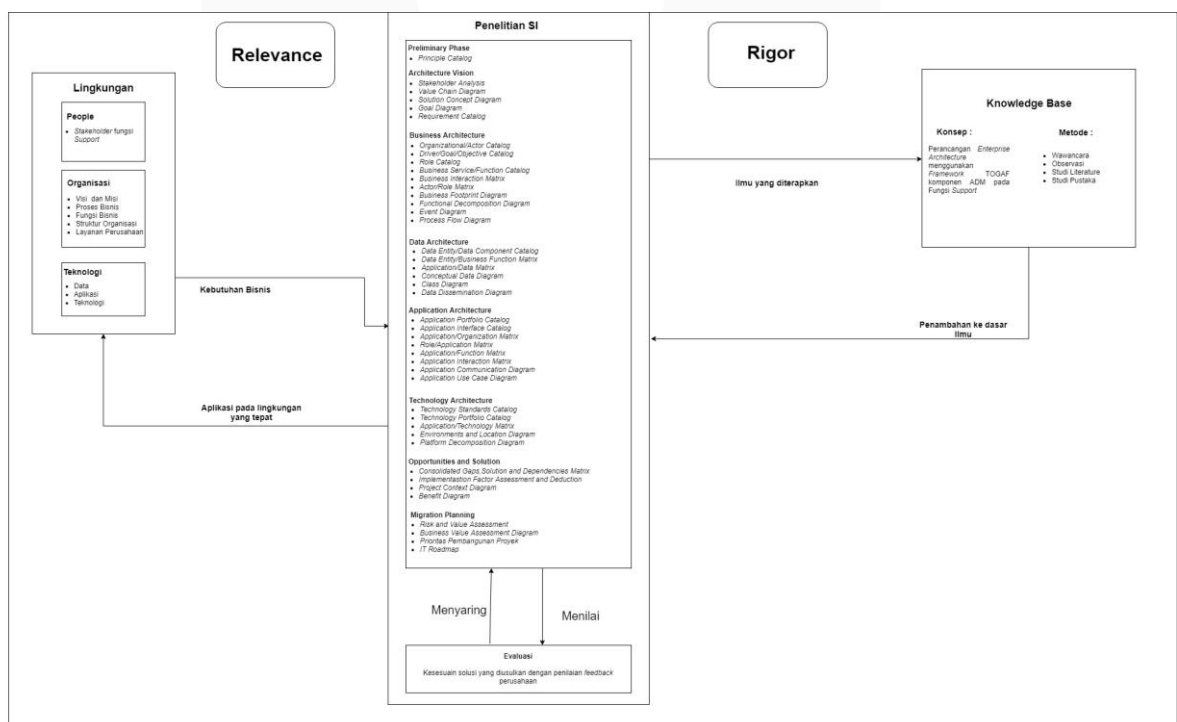 Relevance
Lingkungan
People
• Stakeholder fungsi
Support
Organisasi
• Visi dan Misi
• Proses Bisnis
• Fungsi Bisnis
• Struktur Organisasi
• Layanan Perusahaan
Teknologi
• Data
• Aplikasi
• Teknologi
Kebutuhan Bisnis
Aplikasi pada lingkungan
yang tepat
Penelitian SI
Preliminary Phase
• Principle Catalog
Architecture Vision
• Stakeholder Analysis
• Value Chain Diagram
• Solution Concept Diagram
• Goal Diagram
• Requirement Catalog
Business Architecture
• Organizational/Actor Catalog
• Driver/Goal/Objective Catalog
• Role Catalog
• Business Service/Function Catalog
• Business Interaction Matrix
• Actor/Role Matrix
• Business Footprint Diagram
• Functional Decomposition Diagram
• Event Diagram
• Process Flow Diagram
Data Architecture
• Data Entity/Data Component Catalog
• Data Entity/Business Function Matrix
• Application/Data Matrix
• Conceptual Data Diagram
• Class Diagram
• Data Dissemination Diagram
Application Architecture
• Application Portfolio Catalog
• Application Interface Catalog
• Application/Organization Matrix
• Role/Application Matrix
• Application/Function Matrix
• Application Interaction Matrix
• Application Communication Diagram
• Application Use Case Diagram
Technology Architecture
• Technology Standards Catalog
• Technology Portfolio Catalog
• Application/Technology Matrix
• Environments and Location Diagram
• Platform Decomposition Diagram
Opportunities and Solution
• Consolidated Gaps,Solution and Dependencies Matrix
• Implementastion Factor Assessment and Deduction
• Project Context Diagram
• Benefit Diagram
Migration Planning
• Risk and Value Assessment
• Business Value Assessment Diagram
• Prioritas Pembangunan Proyek
• IT Roadmap
Menyaring
Menilai
Evaluasi
Kesesuain solusi yang diusulkan dengan penilaian feedback
perusahaan
Rigor
Ilmu yang diterapkan
Penambahan ke dasar
Ilmu
Knowledge Base
Konsep :
Perancangan Enterprise
Architecture
menggunakan
Framework TOGAF
komponen ADM pada
Fungsi Support
Metode :
• Wawancara
• Observasi
• Studi Literature
• Studi Pustaka